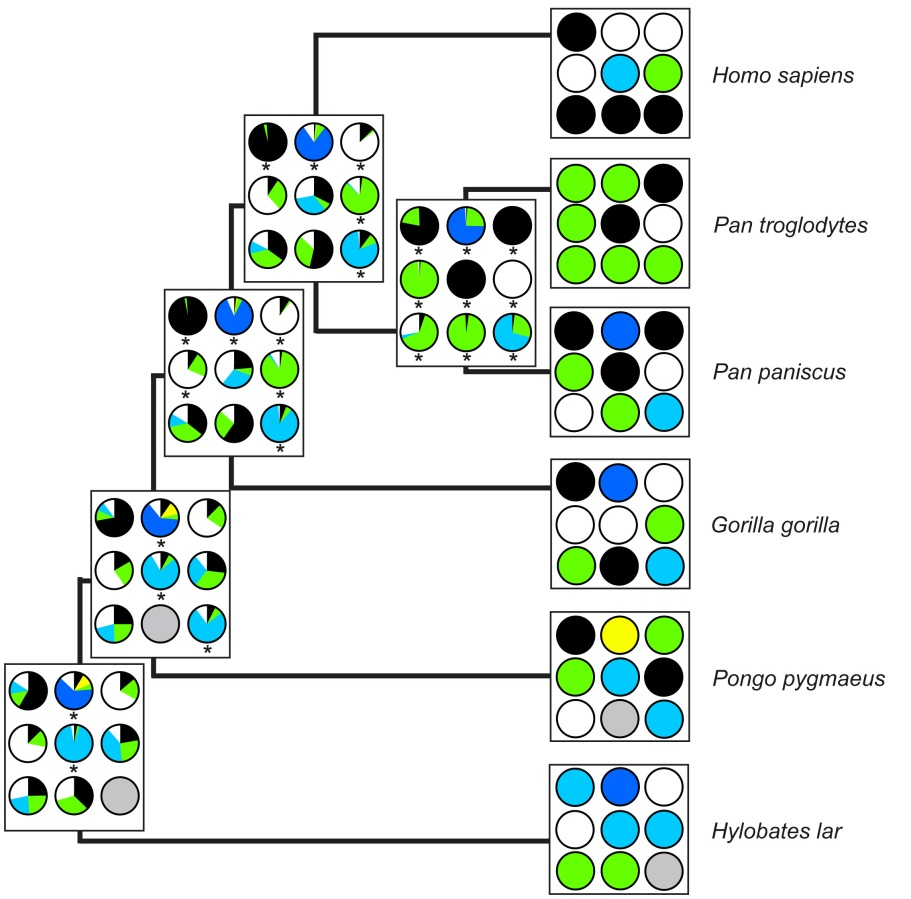 Homo sapiens
Pan troglodytes
Pan paniscus
Gorilla gorilla
Pongo pygmaeus
Hylobates lar
* * *
*
*
* * *
* * *
* * *
* * *
* *
*
*
*
*
*
*